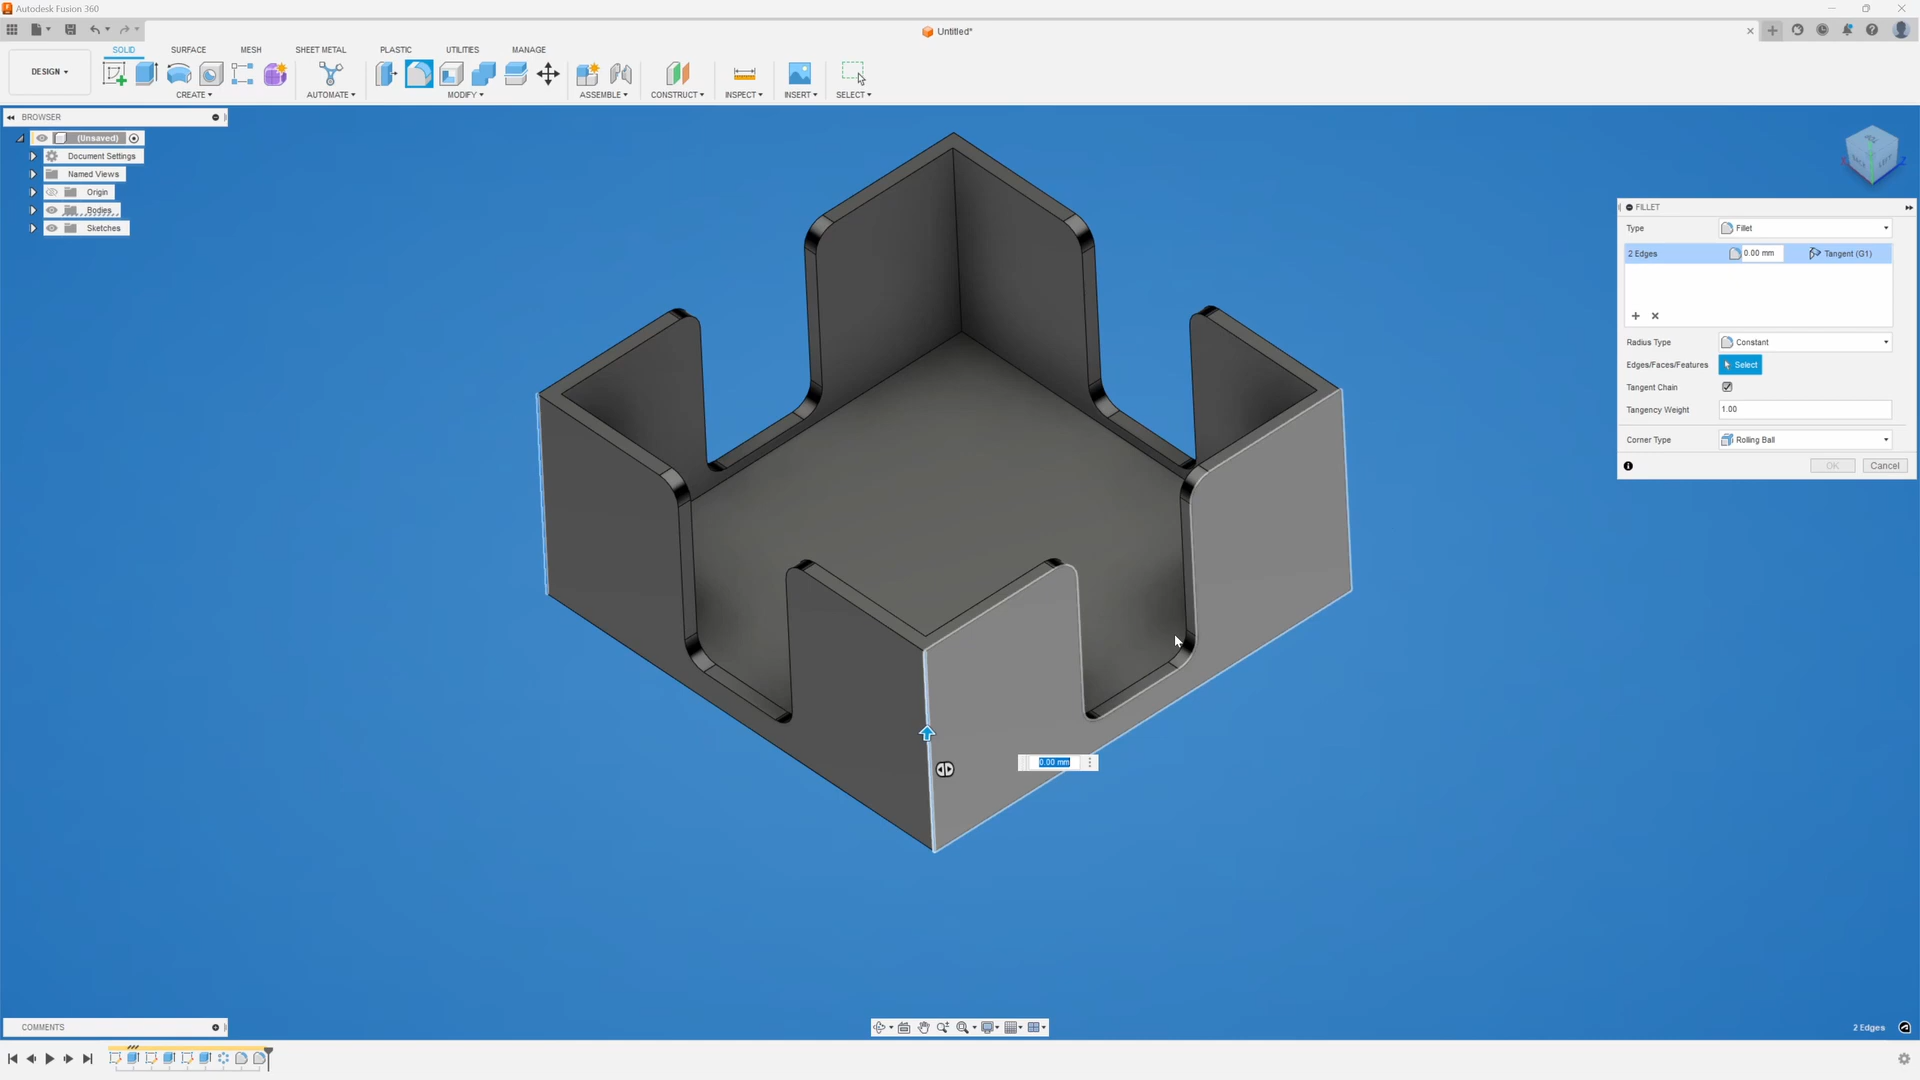 Autodesk Fusion 360
Untitled*
SOLID
SURFACE
MESH
SHEET METAL
PLASTIC
UTILITIES
MANAGE
DESIGN
CREATE
AUTOMATE
MODIFY
ASSEMBLE
CONSTRUCT
INSPECT
INSERT
SELECT
BROWSER
(Unsaved)
Document Settings
Named Views
Origin
Bodies
Sketches
BACK
LEFT
X
Z
FILLET
Type
Fillet
2 Edges
0.00 mm
Tangent (G1)
Radius Type
Constant
Edges/Faces/Features
Select
Tangent Chain
Tangency Weight
1.00
Corner Type
Rolling Ball
OK
Cancel
0.00 mm
COMMENTS
2 Edges